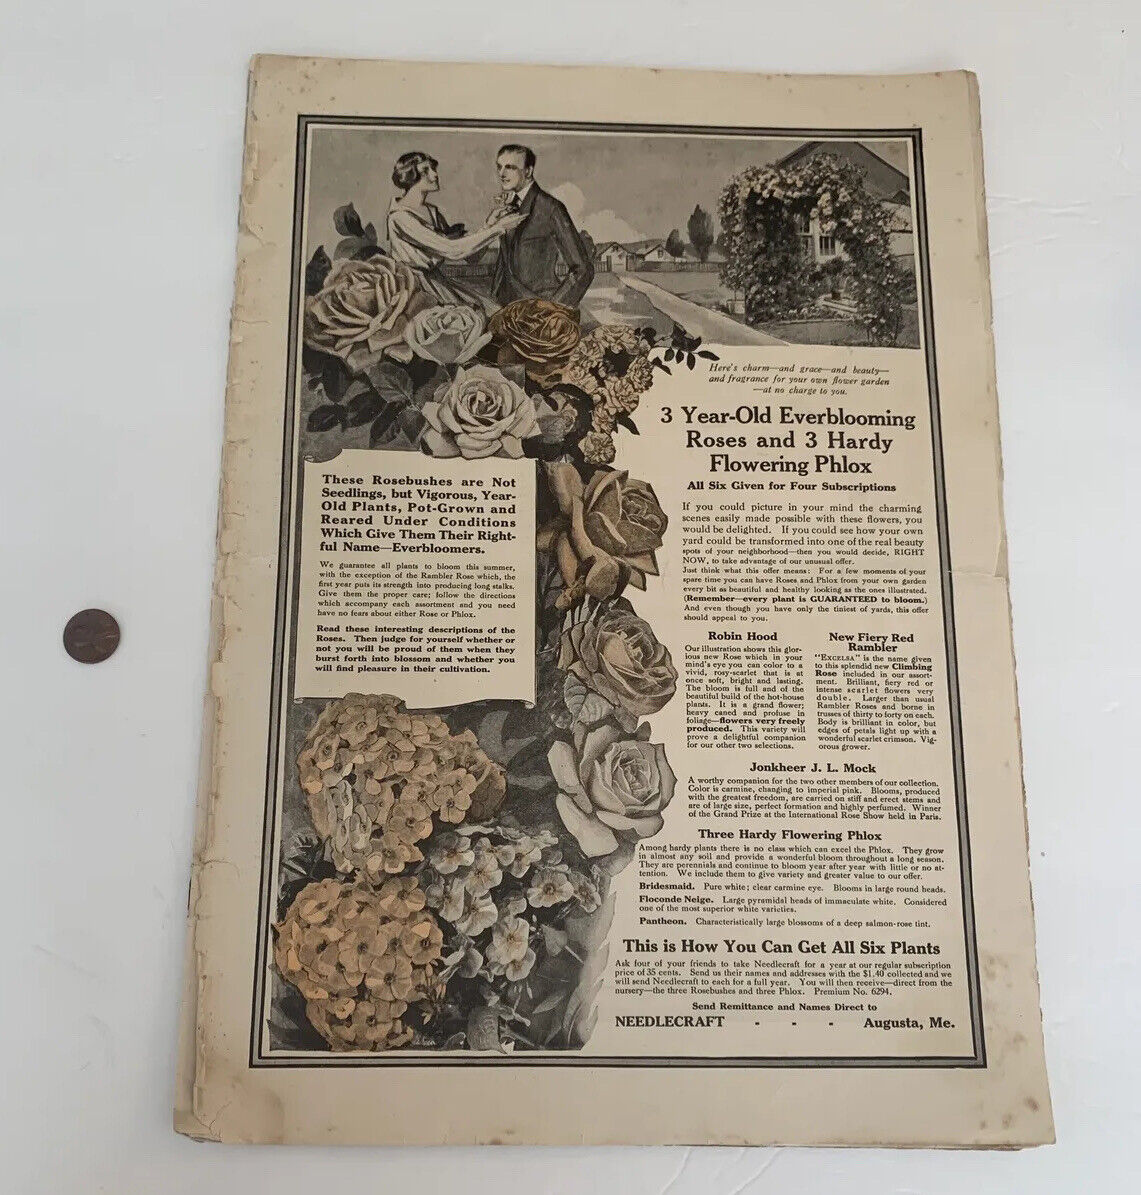 Here's charm—and grace—and beauty—
and fragrance for your own flower garden
—at no charge to you.
3 Year-Old Everblooming
Roses and 3 Hardy
Flowering Phlox
All Six Given for Four Subscriptions
If you could picture in your mind the charming
scenes easily made possible with these flowers, you
would be delighted. If you could see how your own
yard could be transformed into one of the real beauty
spots of your neighborhood—then you would decide, RIGHT
NOW, to take advantage of our unusual offer.
Just think what this offer means: For a few moments of your
spare time you can have Roses and Phlox from your own garden
every bit as beautiful and healthy looking as the ones illustrated.
(Remember—every plant is GUARANTEED to bloom.)
And even though you have only the tiniest of yards, this offer
should appeal to you.
These Rosebushes are Not
Seedlings, but Vigorous, Year-
Old Plants, Pot-Grown and
Reared Under Conditions
Which Give Them Their Right-
ful Name—Everbloomers.
We guarantee all plants to bloom this summer,
with the exception of the Rambler Rose which, the
first year puts its strength into producing long stalks.
Give them the proper care; follow the directions
which accompany each assortment and you need
have no fears about either Rose or Phlox.
Read these interesting descriptions of the
Roses. Then judge for yourself whether or
not you will be proud of them when they
burst forth into blossom and whether you
will find pleasure in their cultivation.
Robin Hood
Our illustration shows this glor-
ious new Rose which in your
mind's eye you can color to a
vivid, rosy-scarlet that is at
once soft, bright and lasting.
The bloom is full and of the
beautiful build of the hot-house
plants. It is a grand flower;
heavy caned and profuse in
foliage—flowers very freely
produced. This variety will
prove a delightful companion
for our other two selections.
New Fiery Red
Rambler
"EXCELSA" is the name given
to this splendid new Climbing
Rose included in our assort-
ment. Brilliant, fiery red or
intense scarlet flowers very
double. Larger than usual
Rambler Roses and borne in
trusses of thirty to forty on each.
Body is brilliant in color, but
edges of petals light up with a
wonderful scarlet crimson. Vig-
orous grower.
Jonkheer J. L. Mock
A worthy companion for the two other members of our collection.
Color is carmine, changing to imperial pink. Blooms, produced
with the greatest freedom, are carried on stiff and erect stems and
are of large size, perfect formation and highly perfumed. Winner
of the Grand Prize at the International Rose Show held in Paris.
Three Hardy Flowering Phlox
Among hardy plants there is no class which can excel the Phlox. They grow
in almost any soil and provide a wonderful bloom throughout a long season.
They are perennials and continue to bloom year after year with little or no at-
tention. We include them to give variety and greater value to our offer.
Bridesmaid. Pure white; clear carmine eye. Blooms in large round heads.
Floconde Neige. Large pyramidal heads of immaculate white. Considered
one of the most superior white varieties.
Pantheon. Characteristically large blossoms of a deep salmon-rose tint.
This is How You Can Get All Six Plants
Ask four of your friends to take Needlecraft for a year at our regular subscription
price of 35 cents. Send us their names and addresses with the $1.40 collected and we
will send Needlecraft to each for a full year. You will then receive—direct from the
nursery—the three Rosebushes and three Phlox. Premium No. 6294.
Send Remittance and Names Direct to
NEEDLECRAFT - - - Augusta, Me.